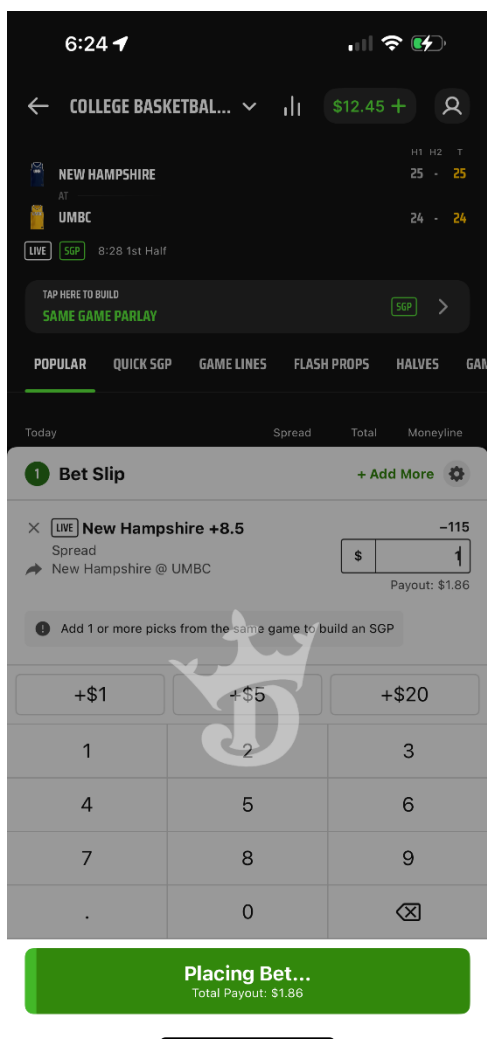 6:24
COLLEGE BASKETBAL...
$12.45 +
H1 H2 T
NEW HAMPSHIRE 25 - 25
AT
UMBC 24 - 24
LIVE SGP 8:28 1st Half
TAP HERE TO BUILD
SAME GAME PARLAY
SGP
POPULAR QUICK SGP GAME LINES FLASH PROPS HALVES GAM
Today Spread Total Moneyline
1 Bet Slip + Add More
LIVE New Hampshire +8.5 −115
Spread
$ 1
New Hampshire @ UMBC
Payout: $1.86
Add 1 or more picks from the same game to build an SGP
+$1 +$5 +$20
1 2 3
4 5 6
7 8 9
. 0
Placing Bet...
Total Payout: $1.86